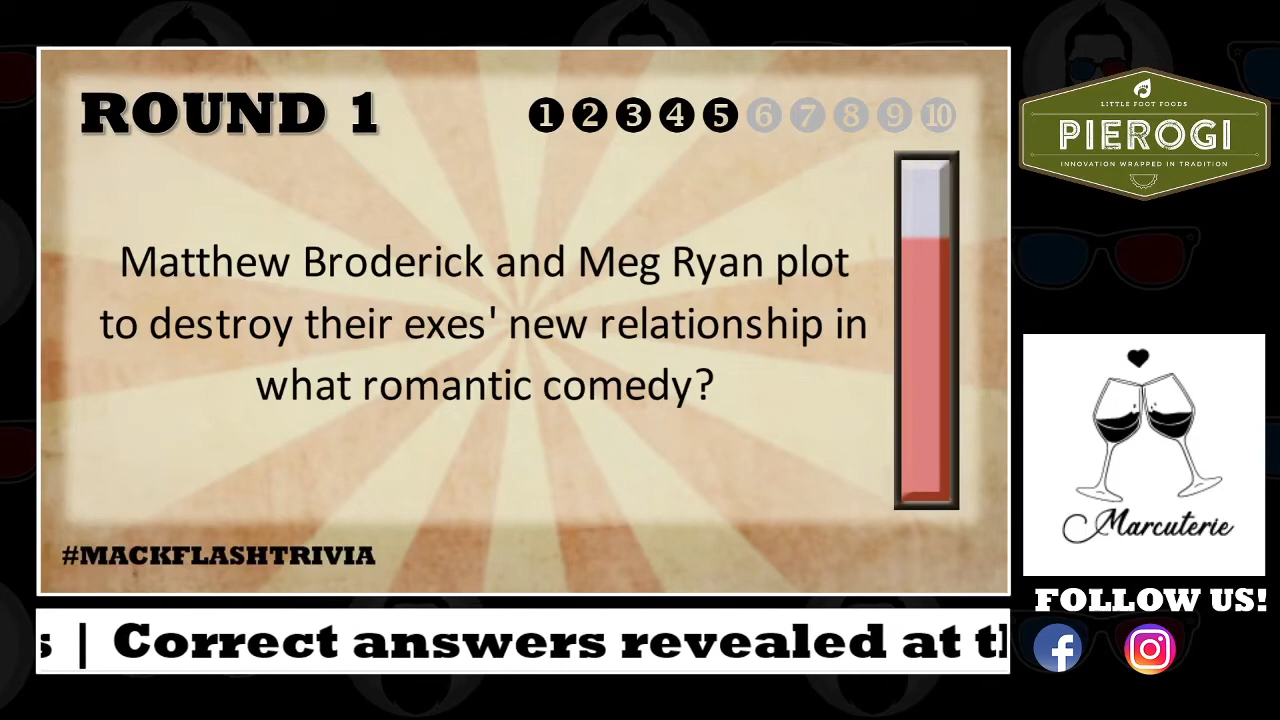 ROUND 1
1 2 3 4 5 6 7 8 9 10
Matthew Broderick and Meg Ryan plot
to destroy their exes' new relationship in
what romantic comedy?
#MACKFLASHTRIVIA
s | Correct answers revealed at th
LITTLE FOOT FOODS
PIEROGI
INNOVATION WRAPPED IN TRADITION
Marcuterie
FOLLOW US!